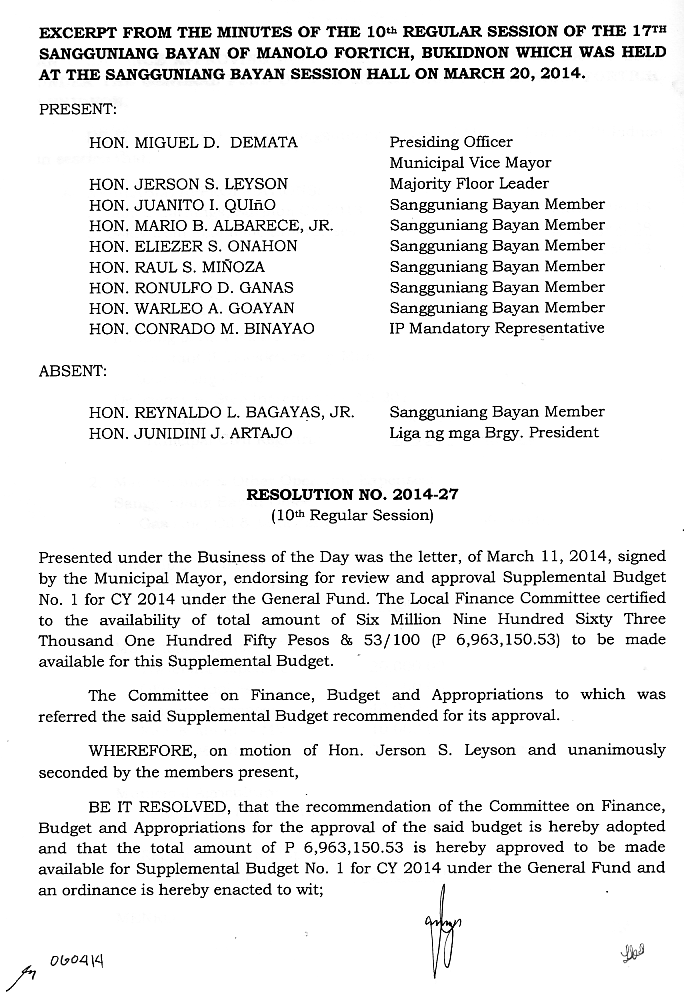 EXCERPT FROM THE MINUTES OF THE 10th REGULAR SESSION OF THE 17TH
SANGGUNIANG BAYAN OF MANOLO FORTICH, BUKIDNON WHICH WAS HELD
AT THE SANGGUNIANG BAYAN SESSION HALL ON MARCH 20, 2014.
PRESENT:
HON. MIGUEL D. DEMATA Presiding Officer
Municipal Vice Mayor
HON. JERSON S. LEYSON Majority Floor Leader
HON. JUANITO I. QUIñO Sangguniang Bayan Member
HON. MARIO B. ALBARECE, JR. Sangguniang Bayan Member
HON. ELIEZER S. ONAHON Sangguniang Bayan Member
HON. RAUL S. MIÑOZA Sangguniang Bayan Member
HON. RONULFO D. GANAS Sangguniang Bayan Member
HON. WARLEO A. GOAYAN Sangguniang Bayan Member
HON. CONRADO M. BINAYAO IP Mandatory Representative
ABSENT:
HON. REYNALDO L. BAGAYAS, JR. Sangguniang Bayan Member
HON. JUNIDINI J. ARTAJO Liga ng mga Brgy. President
RESOLUTION NO. 2014-27
(10th Regular Session)
Presented under the Business of the Day was the letter, of March 11, 2014, signed
by the Municipal Mayor, endorsing for review and approval Supplemental Budget
No. 1 for CY 2014 under the General Fund. The Local Finance Committee certified
to the availability of total amount of Six Million Nine Hundred Sixty Three
Thousand One Hundred Fifty Pesos & 53/100 (P 6,963,150.53) to be made
available for this Supplemental Budget.
The Committee on Finance, Budget and Appropriations to which was
referred the said Supplemental Budget recommended for its approval.
WHEREFORE, on motion of Hon. Jerson S. Leyson and unanimously
seconded by the members present,
BE IT RESOLVED, that the recommendation of the Committee on Finance,
Budget and Appropriations for the approval of the said budget is hereby adopted
and that the total amount of P 6,963,150.53 is hereby approved to be made
available for Supplemental Budget No. 1 for CY 2014 under the General Fund and
an ordinance is hereby enacted to wit;
060414